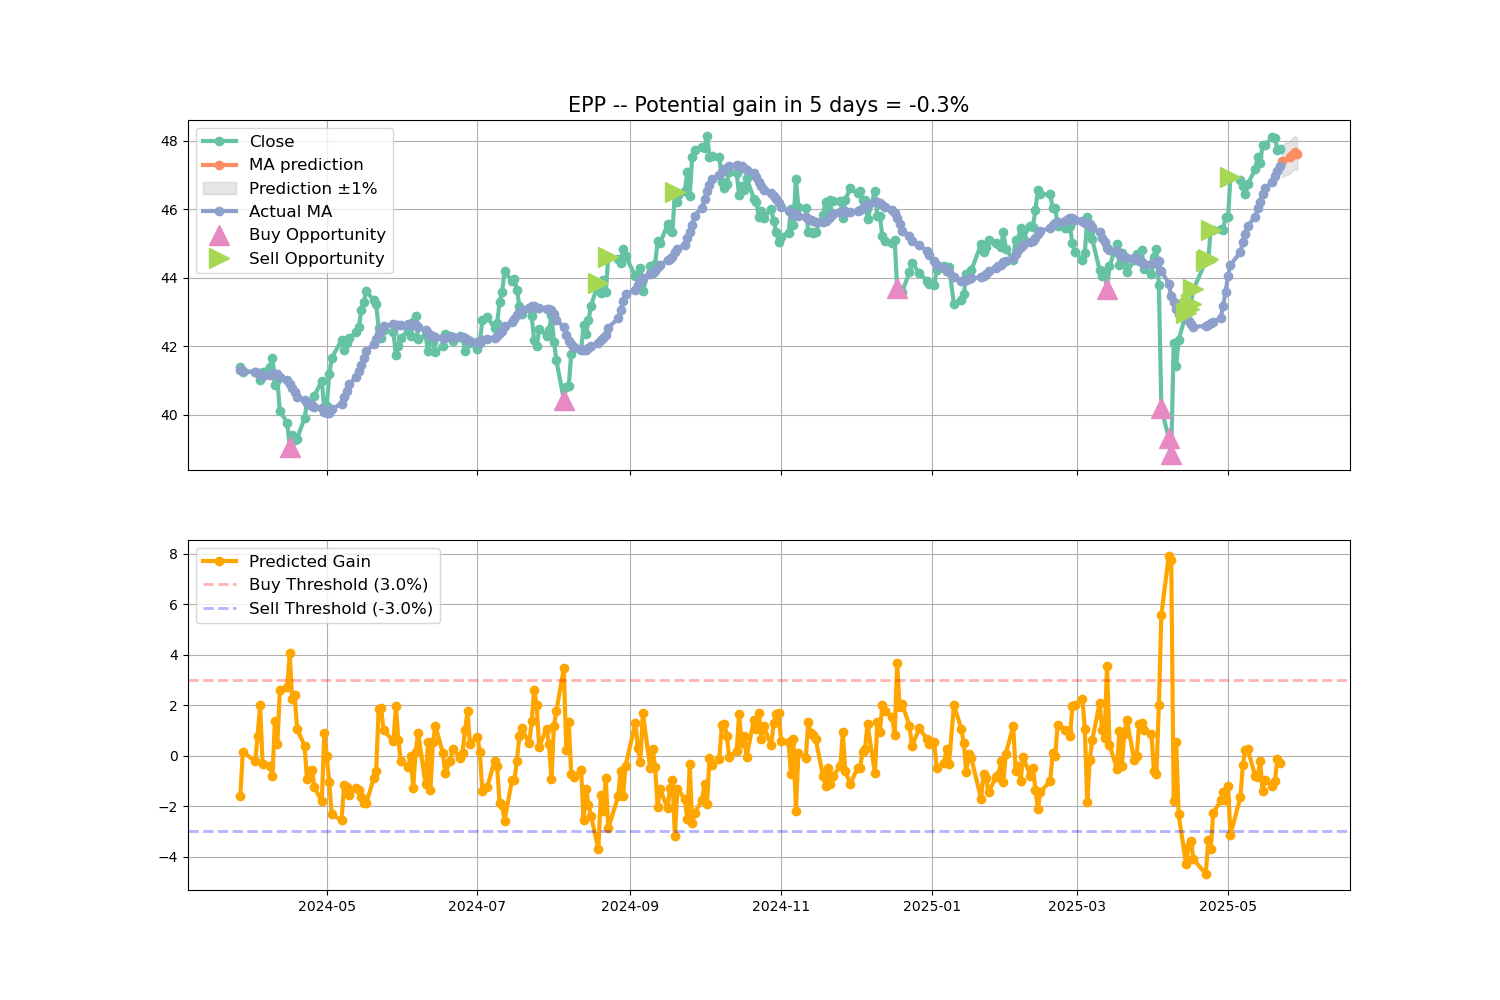 EPP -- Potential gain in 5 days = -0.3%
Close
MA prediction
Prediction ±1%
Actual MA
Buy Opportunity
Sell Opportunity
48
46
44
42
40
Predicted Gain
Buy Threshold (3.0%)
Sell Threshold (-3.0%)
8
6
4
2
0
−2
−4
2024-05 2024-07 2024-09 2024-11 2025-01 2025-03 2025-05